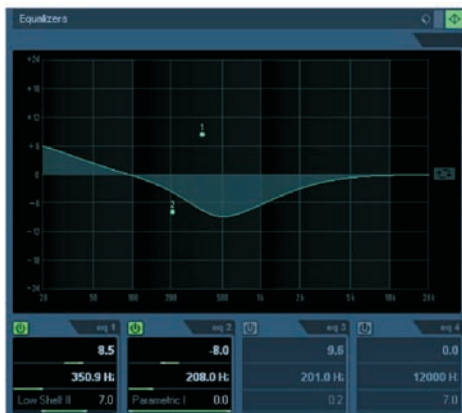 Equalizers
+24
+18
+12
1
+6
0
2
-6
-12
-18
-24
20 50 100 200 500 1k 2k 5k 10k 20k
eq 1 eq 2 eq 3 eq 4
8.5 -8.0 9.6 0.0
350.9 Hz 208.0 Hz 201.0 Hz 12000 Hz
Low Shelf II 7.0 Parametric I 0.0 0.2 7.0